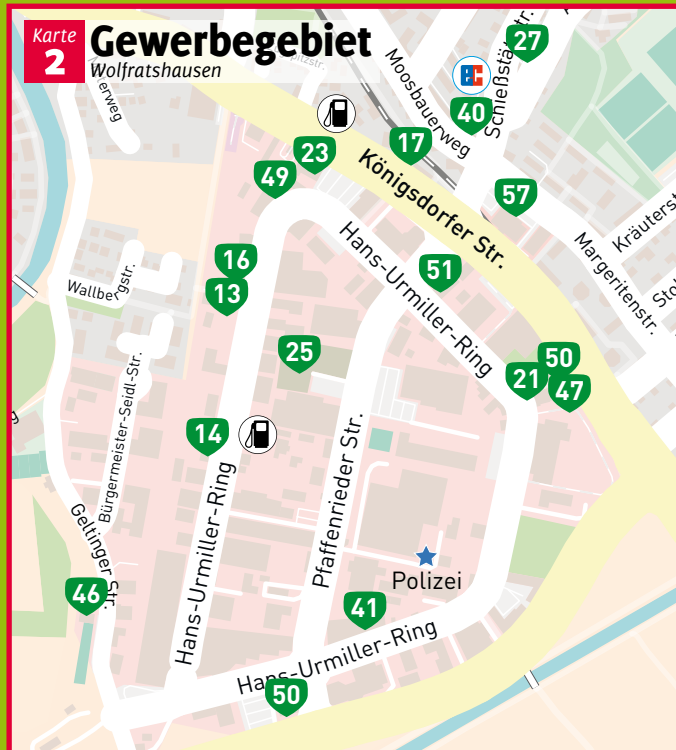 Karte
2
Gewerbegebiet
Wolfratshausen
27
Moosbauerweg
40
17
23
49
Königsdorfer Str.
57
Margeritenstr.
16
13
Wallbergstr.
Hans-Urmiller-Ring
51
25
50
21
47
Bürgermeister-Seidl-Str.
14
Hans-Urmiller-Ring
Pfaffenrieder Str.
Geltinger Str.
46
Polizei
41
Hans-Urmiller-Ring
50